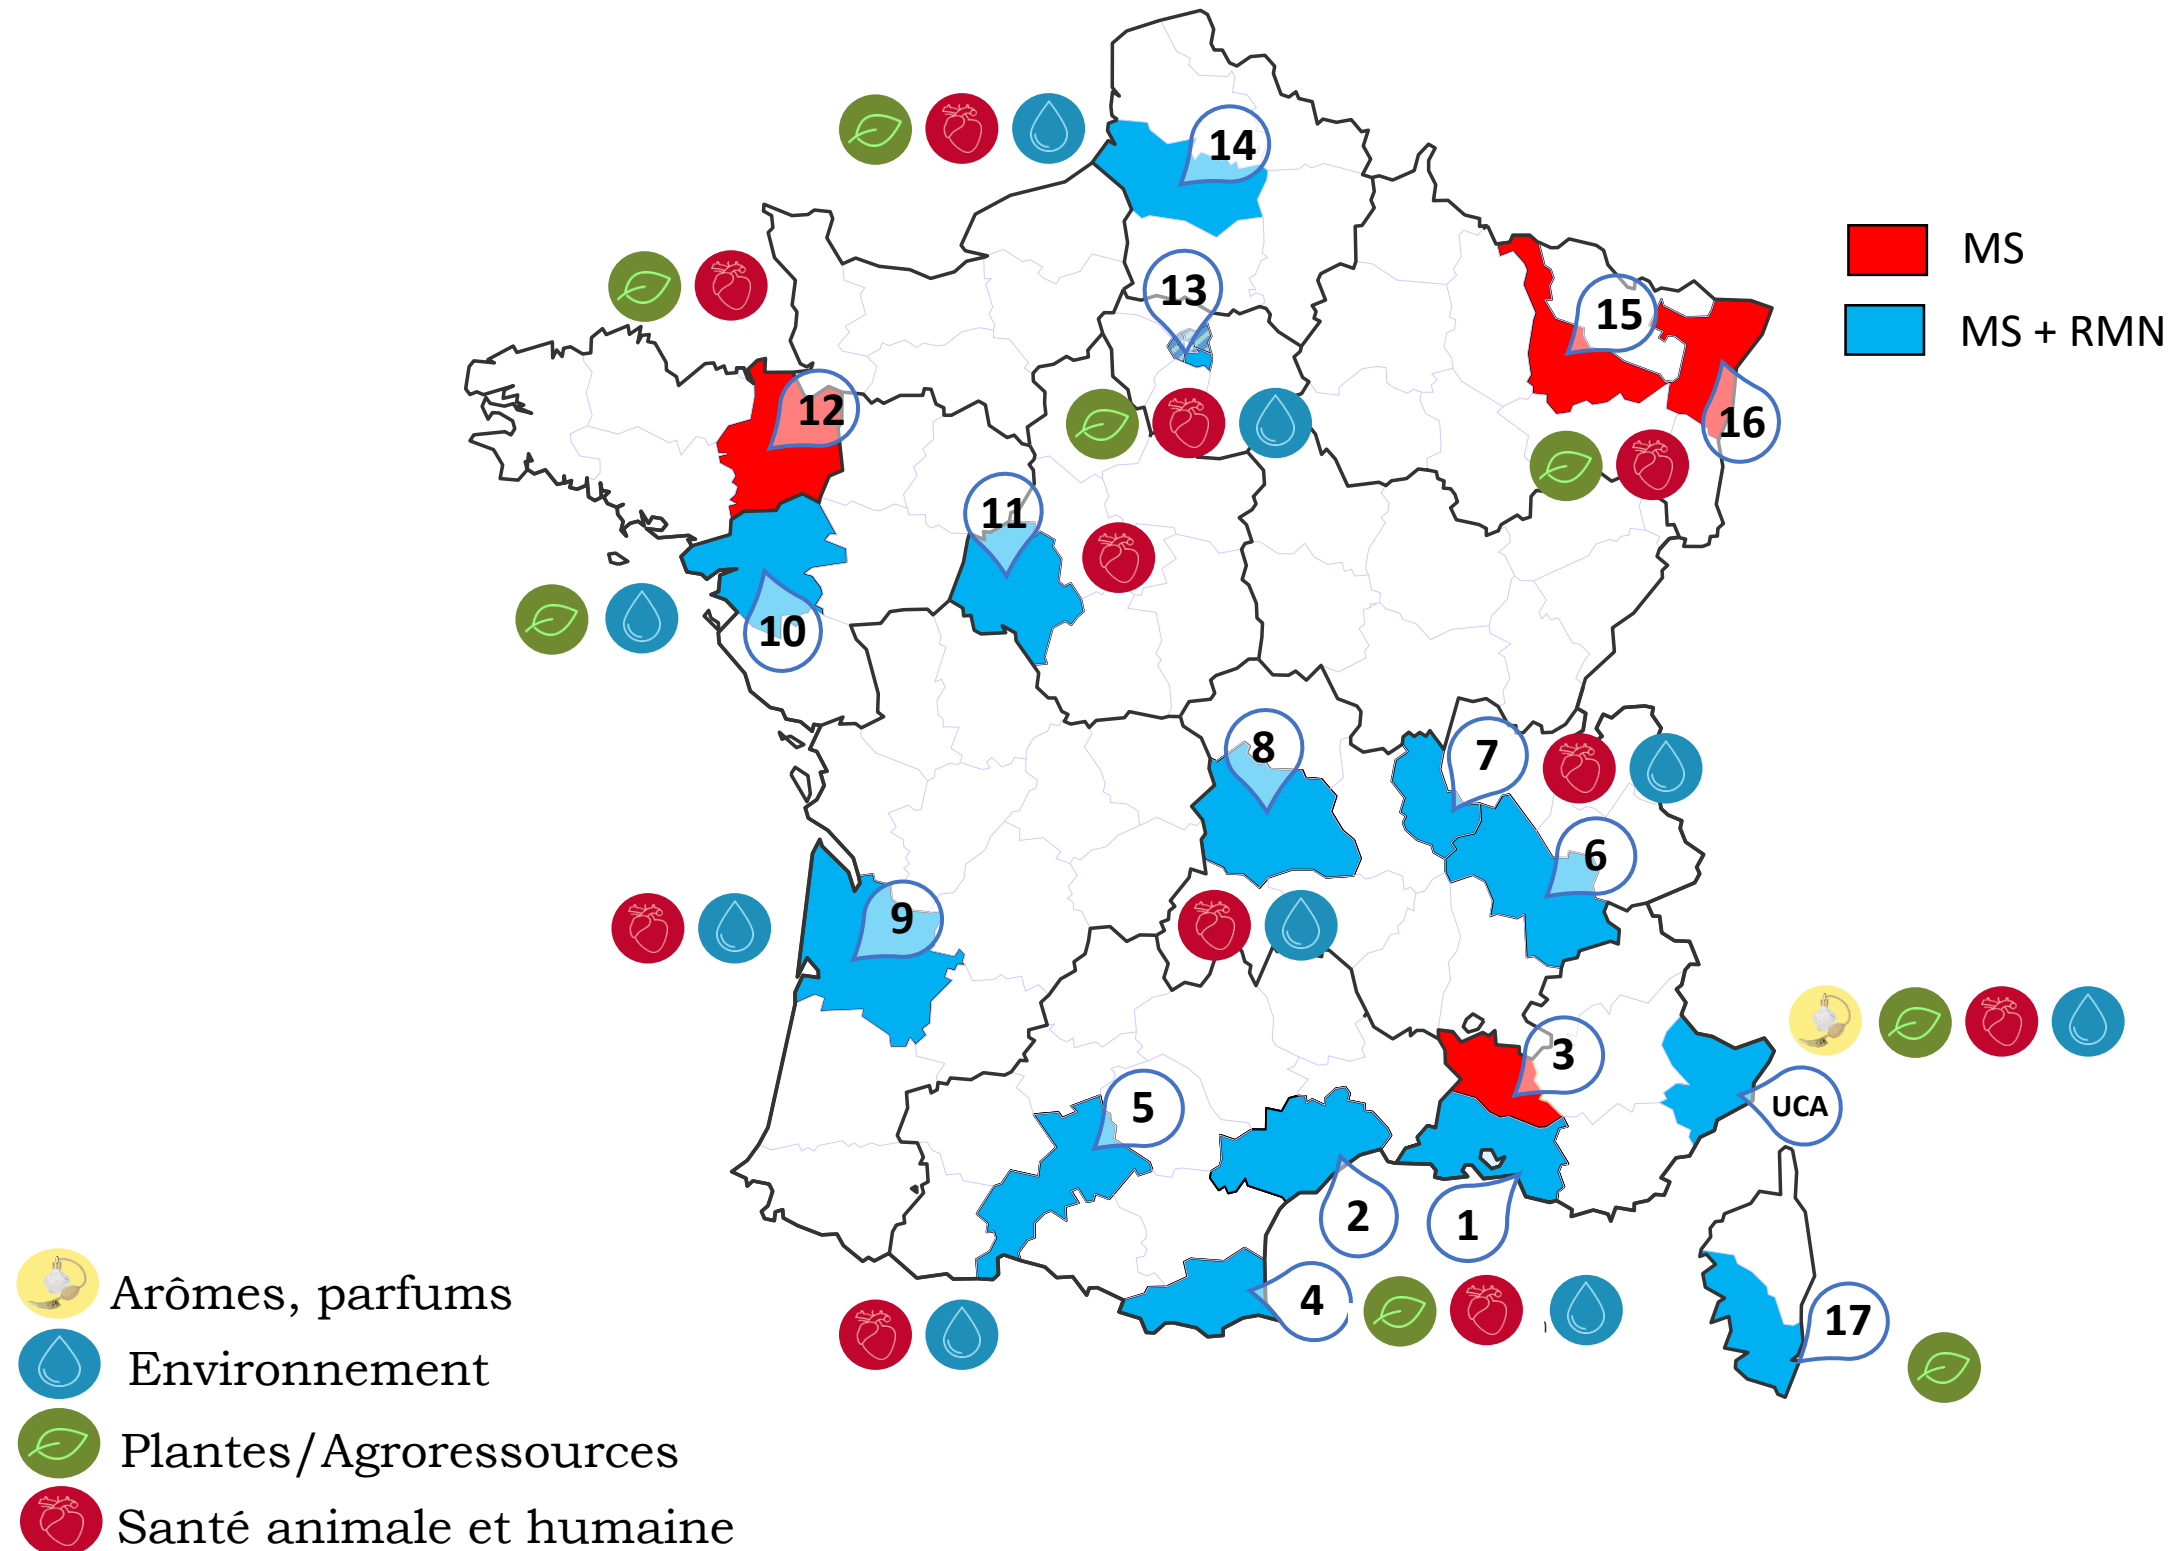 14
MS
13
15
MS + RMN
12
16
11
10
8
7
6
9
3
5
UCA
2
1
4
17
Arômes, parfums
Environnement
Plantes/Agroressources
Santé animale et humaine